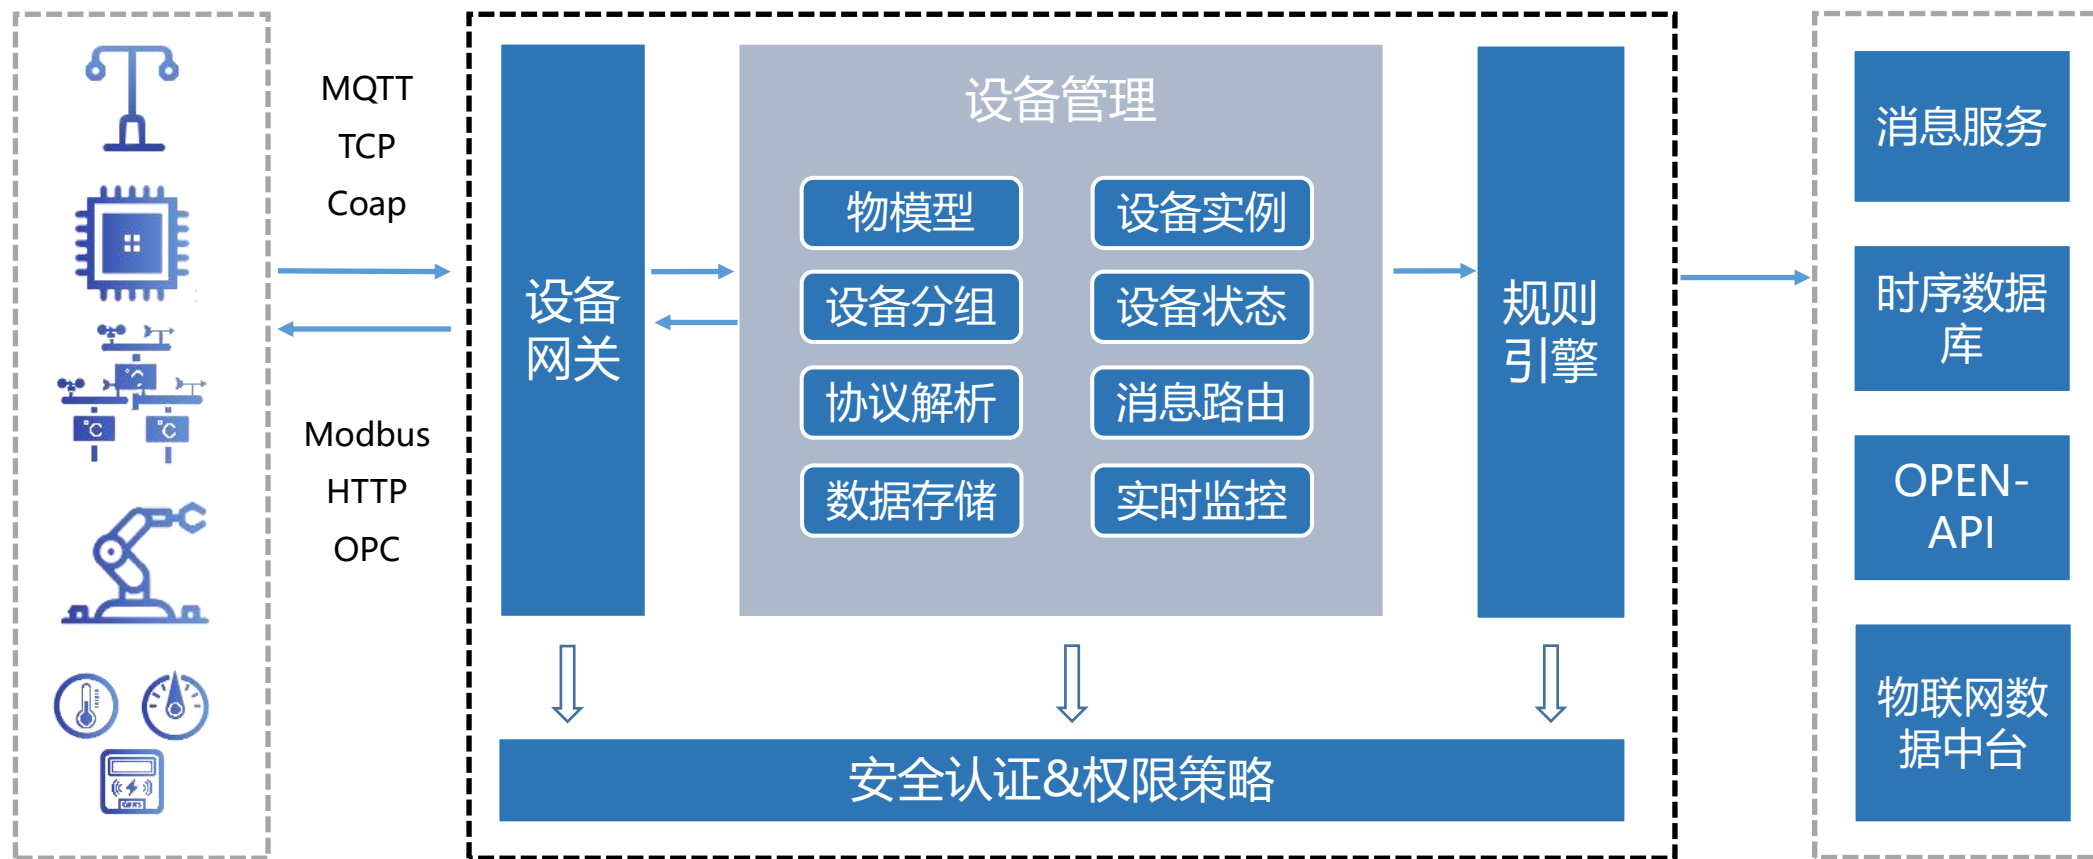 MQTT
TCP
Coap
Modbus
HTTP
OPC
设备
网关
设备管理
物模型
设备实例
设备分组
设备状态
协议解析
消息路由
数据存储
实时监控
规则
引擎
安全认证&权限策略
消息服务
时序数据
库
OPEN-
API
物联网数
据中台
°C
°C
°C